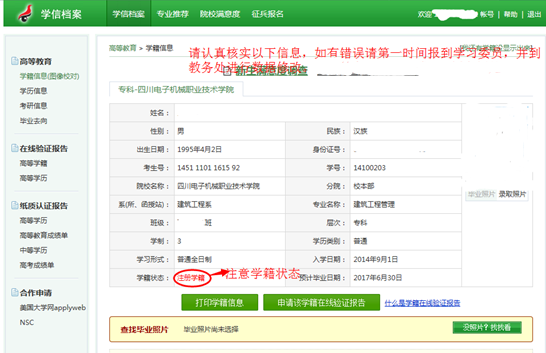 学信档案 学信档案 专业推荐 院校满意度 征兵报名 欢迎 帐号 | 帮助 | 退出
高等教育 > 学籍信息
请认真核实以下信息，如有错误请第一时间报到学习委员，并到
教务处进行数据修改。
新生满意度调查
高等教育
学籍信息(图像校对)
学历信息
考研信息
毕业去向
在线验证报告
高等学籍
高等学历
纸质认证报告
高等学历
高等教育成绩单
中等学历
高考成绩单
合作申请
美国大学网applyweb
NSC
专科-四川电子机械职业技术学院
姓名：
性别： 男 民族： 汉族
出生日期： 1995年4月2日 身份证号：
考生号： 1451 1101 1615 92 学号： 14100203
院校名称： 四川电子机械职业技术学院 分院： 校本部
系(所、函授站)： 建筑工程系 专业名称： 建筑工程管理
班级： 班 层次： 专科
学制： 3 学历类别： 普通
学习形式： 普通全日制 入学日期： 2014年9月1日
学籍状态： 注册学籍 注意学籍状态 预计毕业日期： 2017年6月30日
毕业照片 录取照片
打印学籍信息 申请该学籍在线验证报告 什么是学籍在线验证报告
查找毕业照片 毕业照片尚未选择 没照片? 找找看